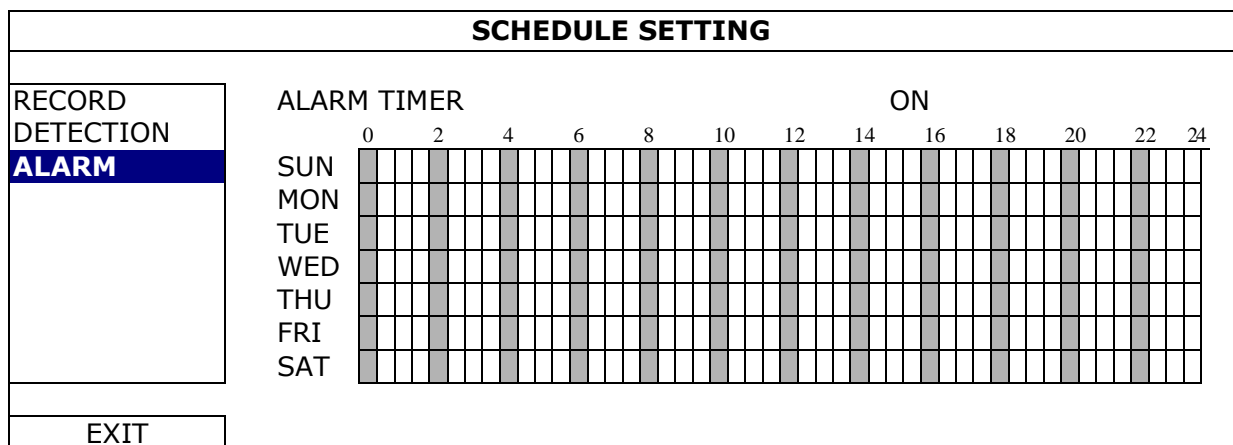 SCHEDULE SETTING
RECORD
DETECTION
ALARM
ALARM TIMER ON
0 2 4 6 8 10 12 14 16 18 20 22 24
SUN
MON
TUE
WED
THU
FRI
SAT
EXIT